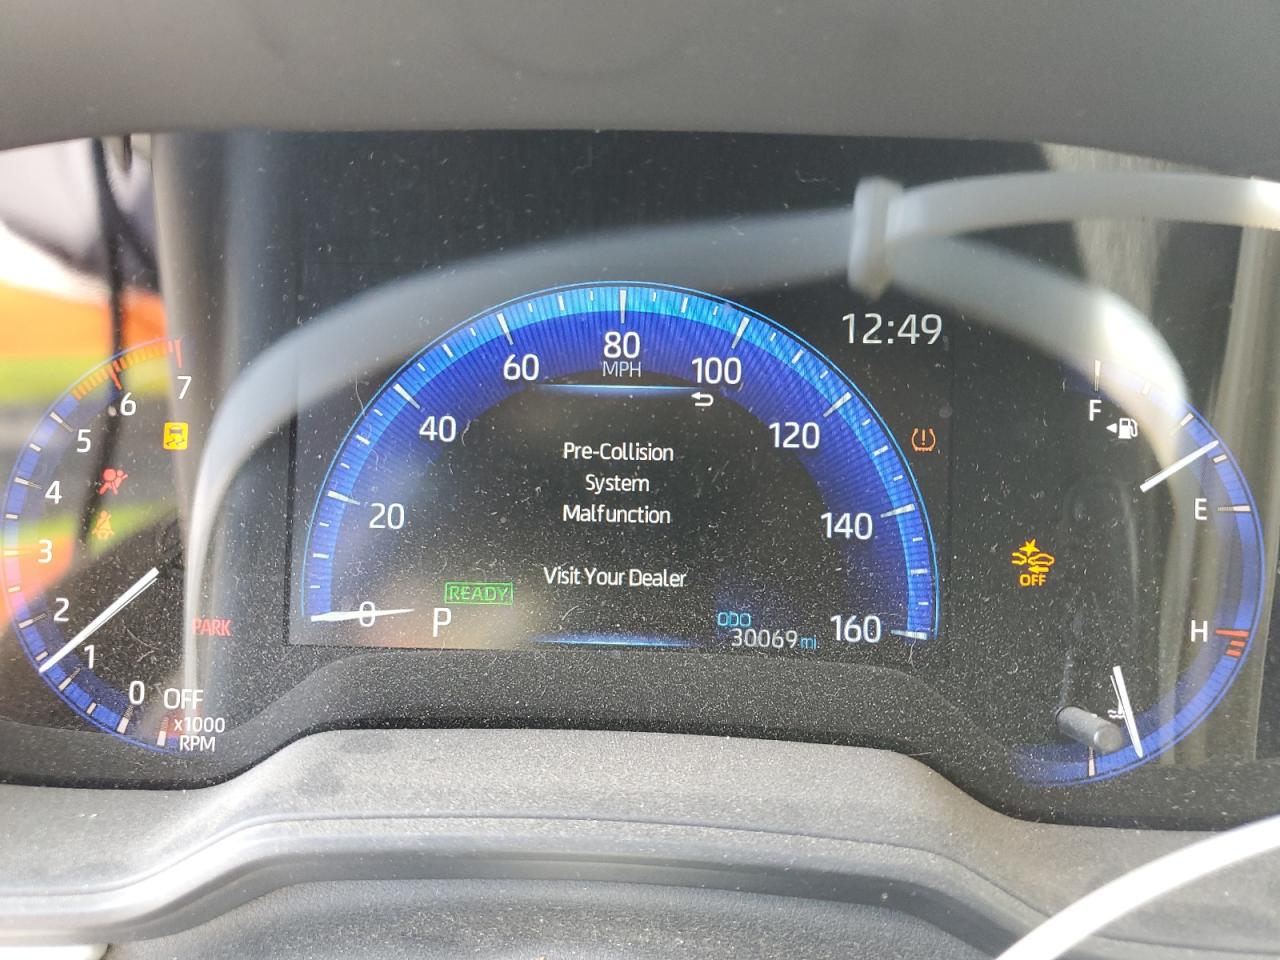 12:49
7
6
5
4
3
2
1
0
OFF
x1000
RPM
PARK
0
20
40
60
80
MPH
100
120
140
160
Pre-Collision
System
Malfunction
Visit Your Dealer
READY
P
ODO
30069 mi
F
E
OFF
H